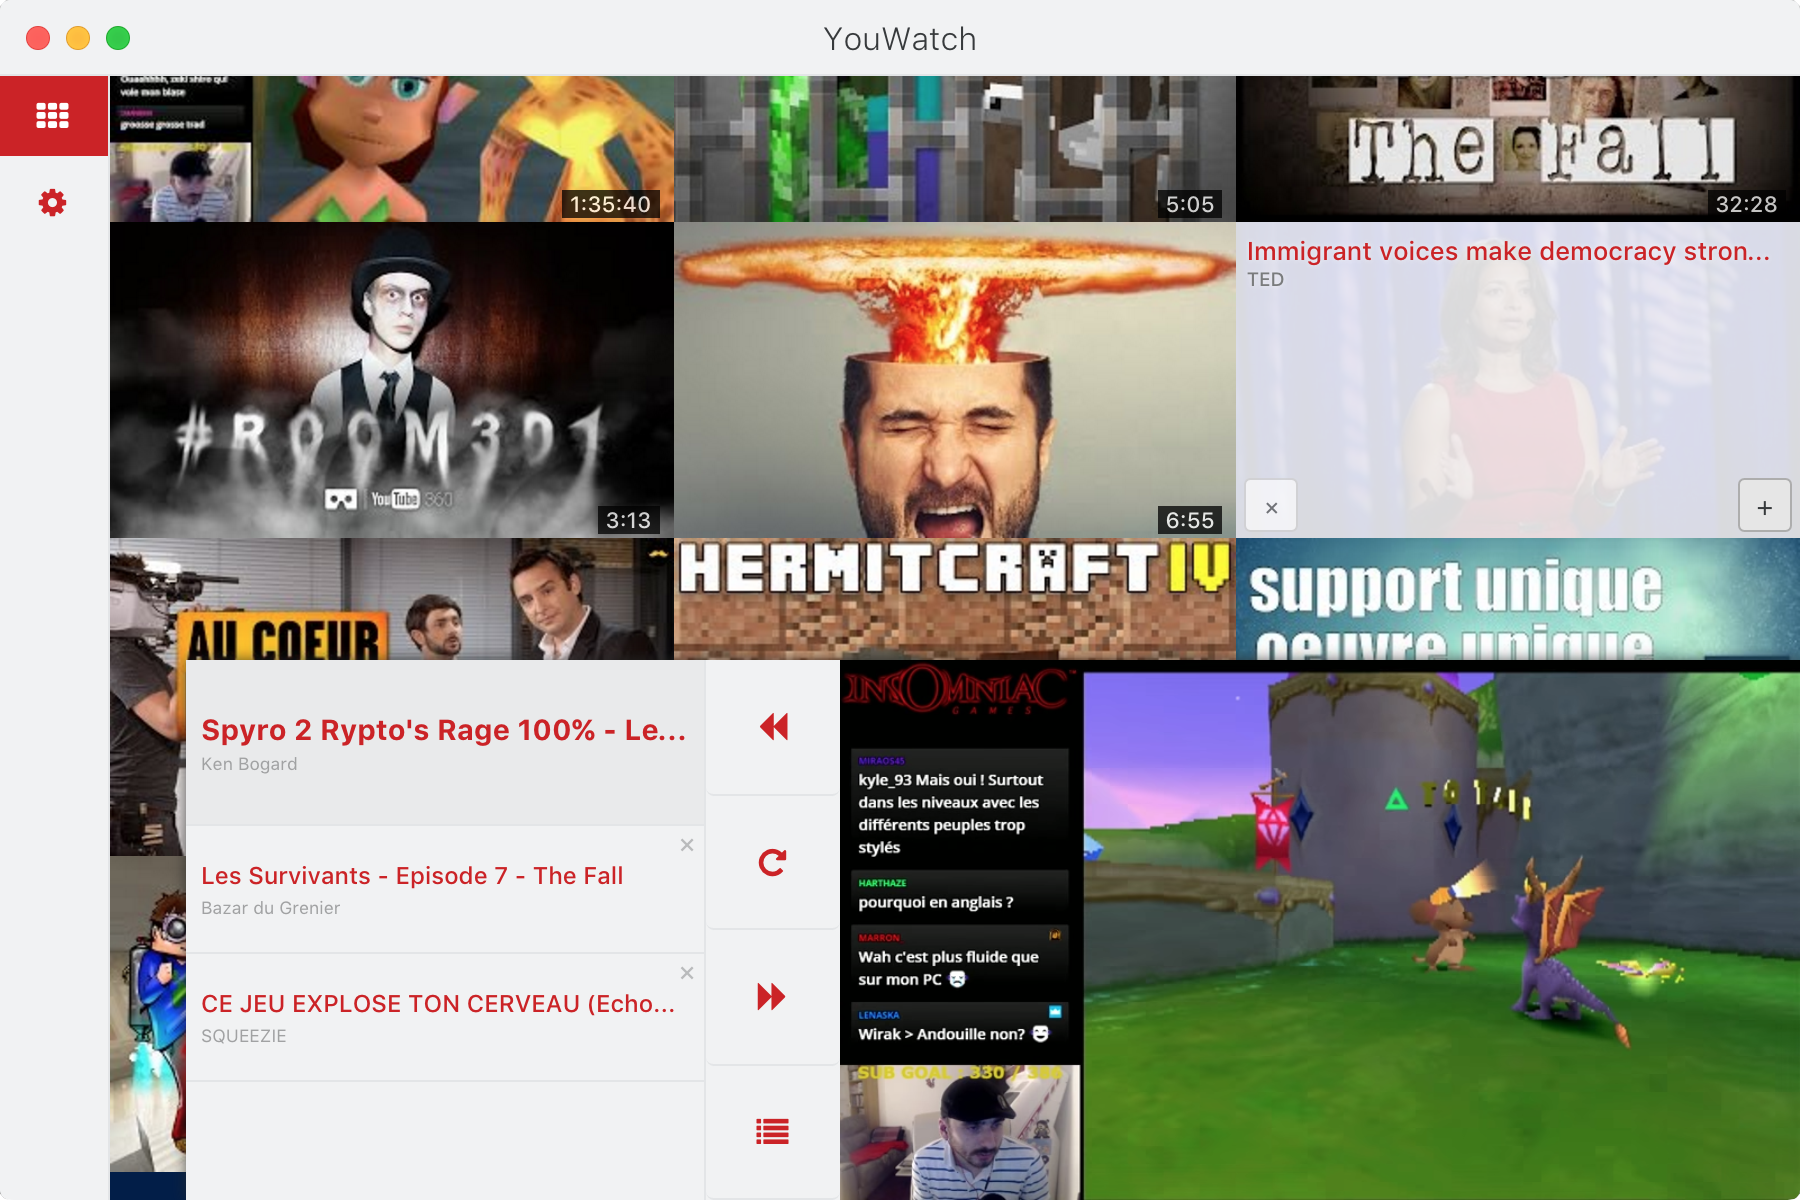 YouWatch
Ouaahhhh, zeki shire qui
voie mon blase
groosse grosse trad
1:35:40
5:05
The Fall
32:28
#ROOM301
YouTube 360
3:13
6:55
Immigrant voices make democracy stron...
TED
×
+
AU COEUR
HERMITCRAFT IV
support unique
oeuvre unique
Spyro 2 Rypto's Rage 100% - Le...
Ken Bogard
Les Survivants - Episode 7 - The Fall
Bazar du Grenier
CE JEU EXPLOSE TON CERVEAU (Echo...
SQUEEZIE
INSOMNIAC
GAMES
MIRAOS45
kyle_93 Mais oui ! Surtout
dans les niveaux avec les
différents peuples trop
stylés
HARTHAZE
pourquoi en anglais ?
MARRON
Wah c'est plus fluide que
sur mon PC
LENASKA
Wirak > Andouille non?
SUB GOAL : 330 / 386